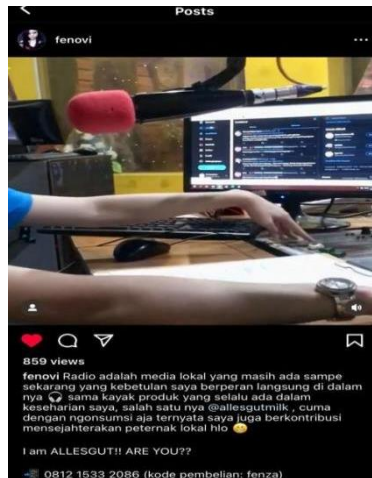 Posts
fenovi
859 views
fenovi Radio adalah media lokal yang masih ada sampe
sekarang yang kebetulan saya berperan langsung di dalam
nya 🎧 sama kayak produk yang selalu ada dalam
keseharian saya, salah satu nya @allesgutmilk , cuma
dengan ngonsumsi aja ternyata saya juga berkontribusi
mensejahterakan peternak lokal hlo 😁
I am ALLESGUT!! ARE YOU??
📲 0812 1533 2086 (kode pembelian: fenza)